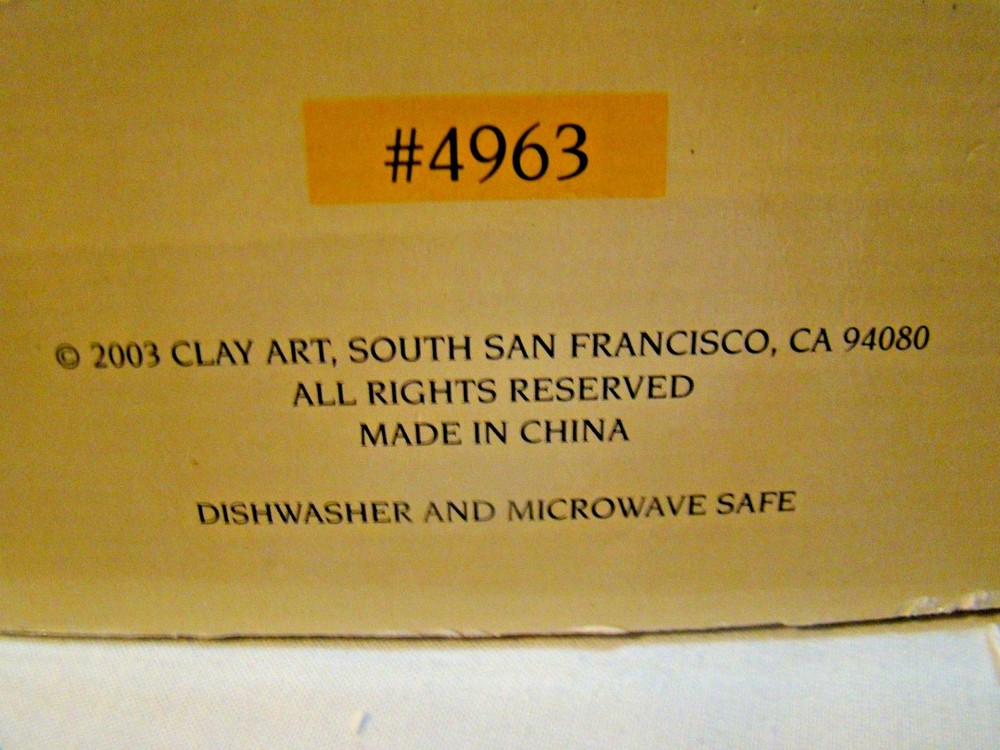 #4963
© 2003 CLAY ART, SOUTH SAN FRANCISCO, CA 94080
ALL RIGHTS RESERVED
MADE IN CHINA
DISHWASHER AND MICROWAVE SAFE